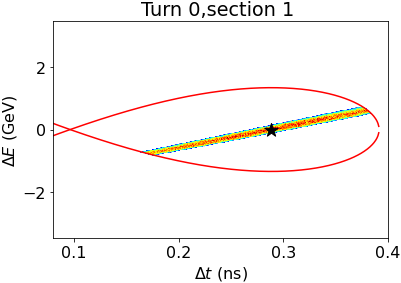 Turn 0,section 1
ΔE (GeV)
2
0
−2
0.1 0.2 0.3 0.4
Δt (ns)